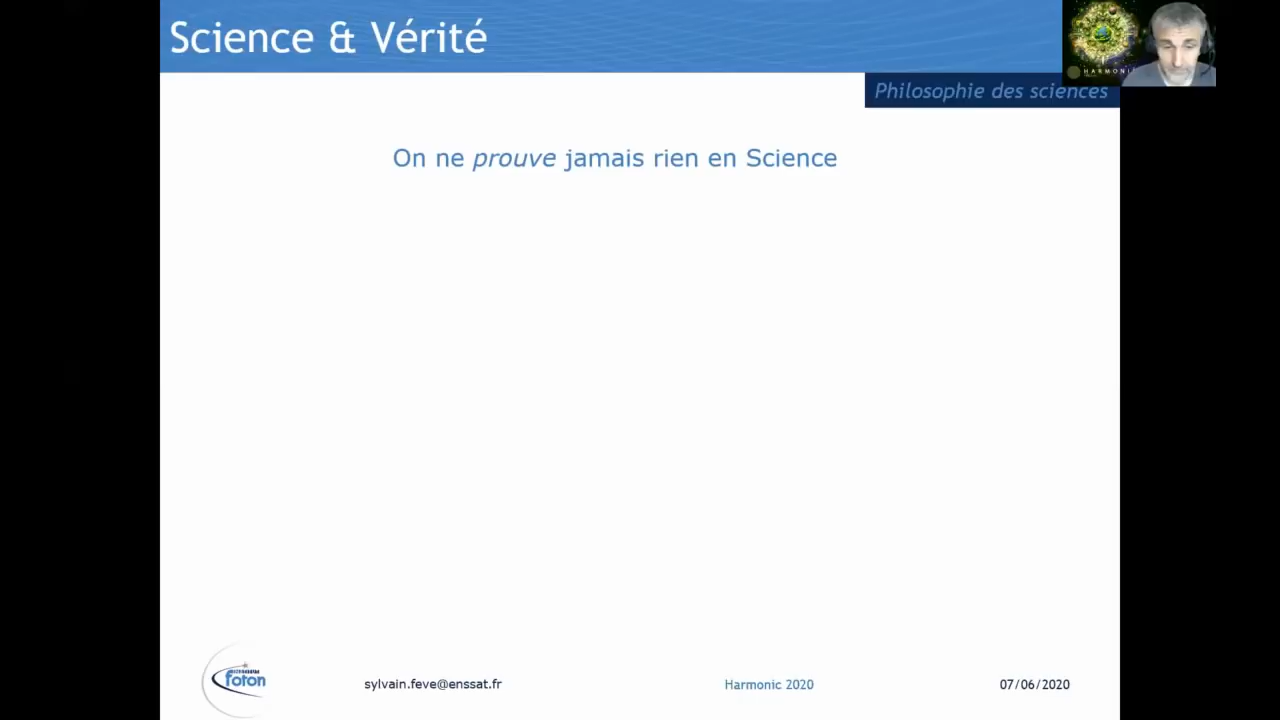 Science & Vérité
HARMONI
Philosophie des sciences
On ne prouve jamais rien en Science
foton
sylvain.feve@enssat.fr
Harmonic 2020
07/06/2020